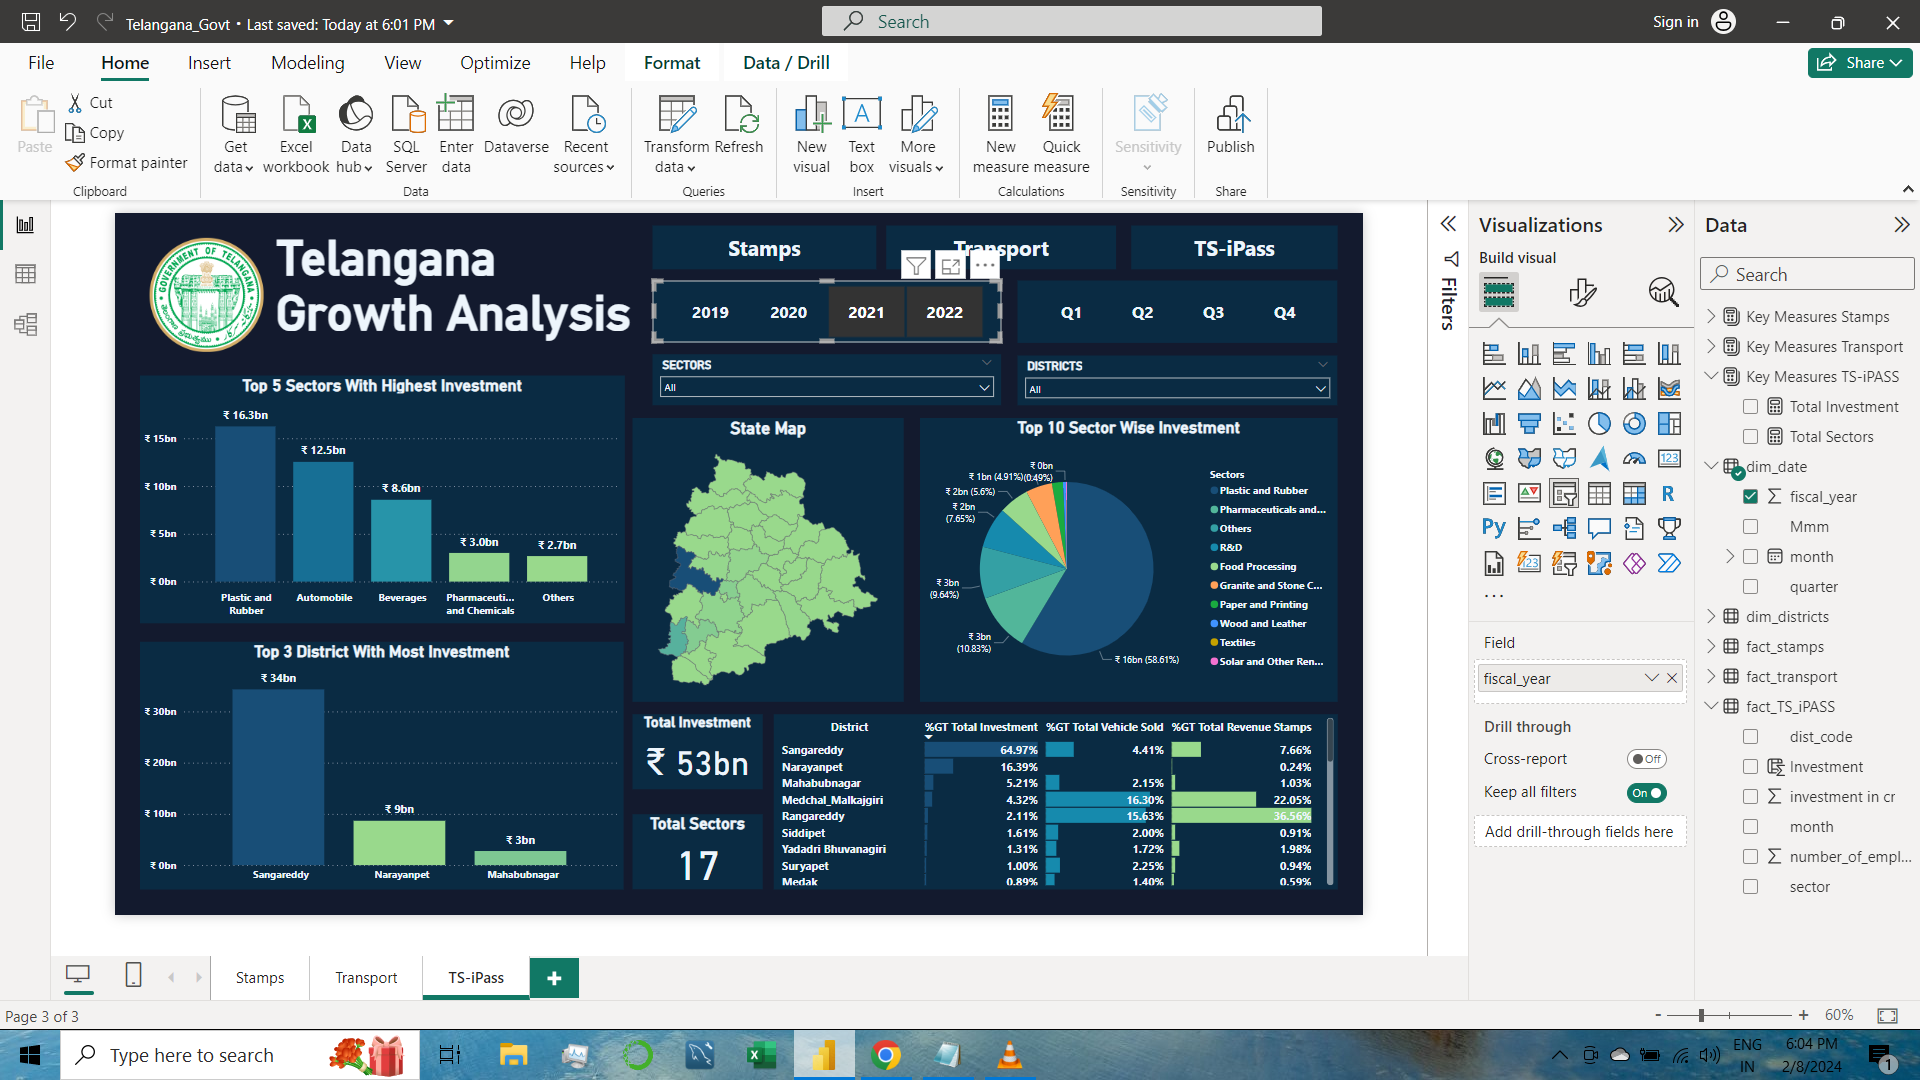 Telangana_Govt • Last saved: Today at 6:01 PM
Search
Sign in
File
Home
Insert
Modeling
View
Optimize
Help
Format
Data / Drill
Share
Paste
Cut
Copy
Format painter
Clipboard
Get data
Excel workbook
Data hub
SQL Server
Enter data
Dataverse
Recent sources
Data
Transform data
Refresh
Queries
New visual
Text box
More visuals
Insert
New measure
Quick measure
Calculations
Sensitivity
Sensitivity
Publish
Share
GOVERNMENT OF TELANGANA
Telangana
Growth Analysis
Stamps
Transport
TS-iPass
2019 2020 2021 2022
Q1 Q2 Q3 Q4
SECTORS
All
DISTRICTS
All
Top 5 Sectors With Highest Investment
₹ 16.3bn
₹ 12.5bn
₹ 8.6bn
₹ 3.0bn
₹ 2.7bn
₹ 15bn
₹ 10bn
₹ 5bn
₹ 0bn
Plastic and Rubber
Automobile
Beverages
Pharmaceuti... and Chemicals
Others
Top 3 District With Most Investment
₹ 34bn
₹ 9bn
₹ 3bn
₹ 30bn
₹ 20bn
₹ 10bn
₹ 0bn
Sangareddy
Narayanpet
Mahabubnagar
State Map
Top 10 Sector Wise Investment
₹ 0bn (0.49%)
₹ 1bn (4.91%)
₹ 2bn (5.6%)
₹ 2bn (7.65%)
₹ 3bn (9.64%)
₹ 3bn (10.83%)
₹ 16bn (58.61%)
Sectors
Plastic and Rubber
Pharmaceuticals and...
Others
R&D
Food Processing
Granite and Stone C...
Paper and Printing
Wood and Leather
Textiles
Solar and Other Ren...
Total Investment
₹ 53bn
Total Sectors
17
District %GT Total Investment %GT Total Vehicle Sold %GT Total Revenue Stamps
Sangareddy 64.97% 4.41% 7.66%
Narayanpet 16.39% 0.24%
Mahabubnagar 5.21% 2.15% 1.03%
Medchal_Malkajgiri 4.32% 16.30% 22.05%
Rangareddy 2.11% 15.63% 36.56%
Siddipet 1.61% 2.00% 0.91%
Yadadri Bhuvanagiri 1.31% 1.72% 1.98%
Suryapet 1.00% 2.25% 0.94%
Medak 0.89% 1.40% 0.59%
Filters
Visualizations
Build visual
123
R
Py
123
...
Field
fiscal_year
Drill through
Cross-report
Off
Keep all filters
On
Add drill-through fields here
Data
Search
Key Measures Stamps
Key Measures Transport
Key Measures TS-iPASS
Total Investment
Total Sectors
dim_date
fiscal_year
Mmm
month
quarter
dim_districts
fact_stamps
fact_transport
fact_TS_iPASS
dist_code
Investment
investment in cr
month
number_of_empl...
sector
Stamps
Transport
TS-iPass
+
Page 3 of 3
- + 60%
Type here to search
ENG
IN
6:04 PM
2/8/2024
1